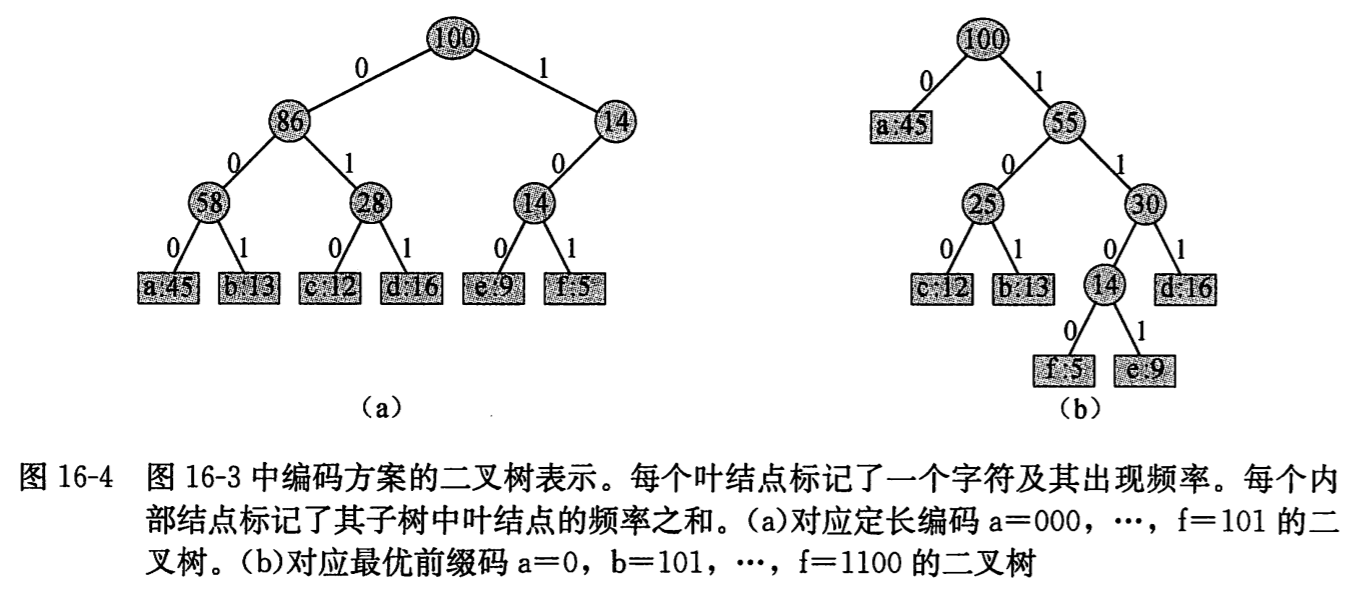 100 100
0 1 0 1
86 14 a:45 55
0 1 0 0 1
58 28 14 25 30
0 1 0 1 0 1 0 1 0 1
a:45 b:13 c:12 d:16 e:9 f:5 c:12 b:13 14 d:16
0 1
f:5 e:9
(a) (b)
图 16-4 图 16-3 中编码方案的二叉树表示。每个叶结点标记了一个字符及其出现频率。每个内
部结点标记了其子树中叶结点的频率之和。(a)对应定长编码 a=000，…，f=101 的二
叉树。(b)对应最优前缀码 a=0，b=101，…，f=1100 的二叉树